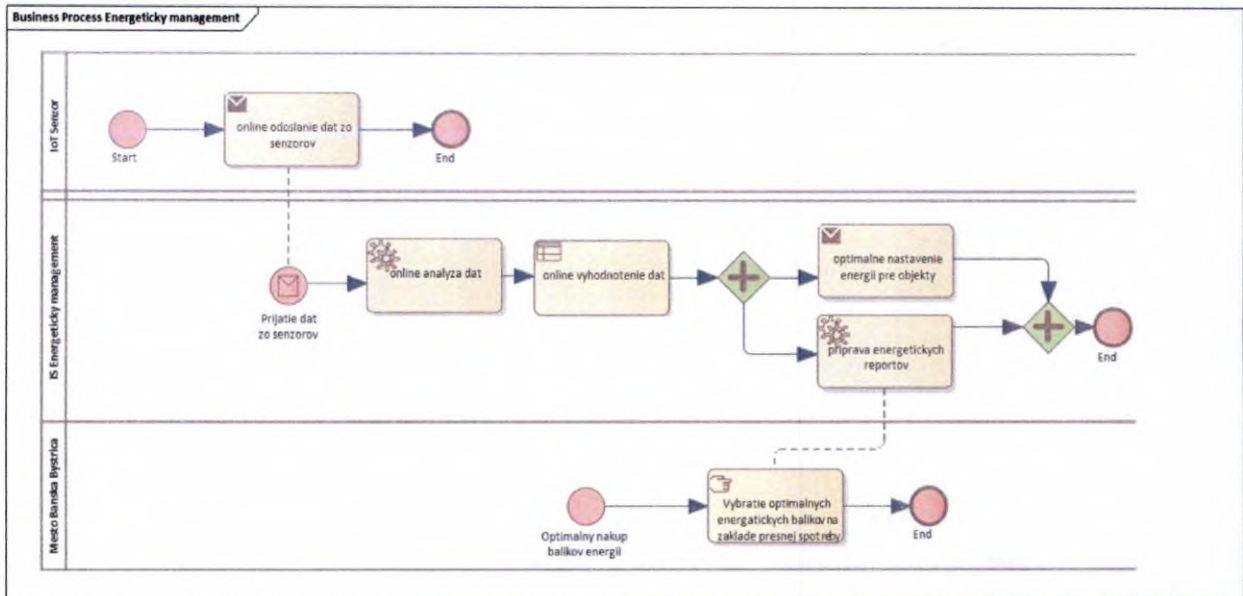 Business Process Energeticky management
IoT Senzor
online odoslanie dat zo
senzorov
Start
End
IS Energeticky management
Prijatie dat
zo senzorov
online analyza dat
online vyhodnotenie dat
optimalne nastavenie
energii pre objekty
priprava energetickych
reportov
End
Mesto Banska Bystrica
Optimalny nakup
balikov energii
Vybratie optimalnych
energatickych balikov na
zaklade presnej spotreby
End